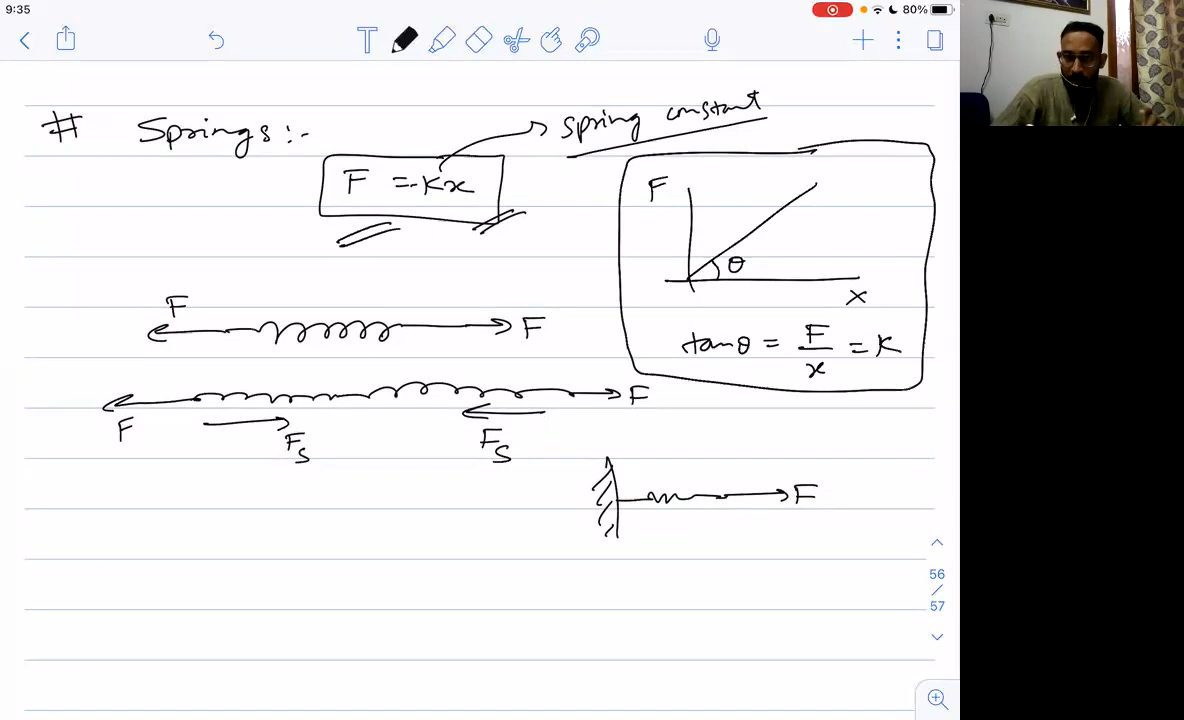 9:35
80%
T
# Springs :-
spring constant
F = -kx
F
θ
x
tanθ = F/x = K
F
F
F
F
Fs
Fs
F
56
/
57